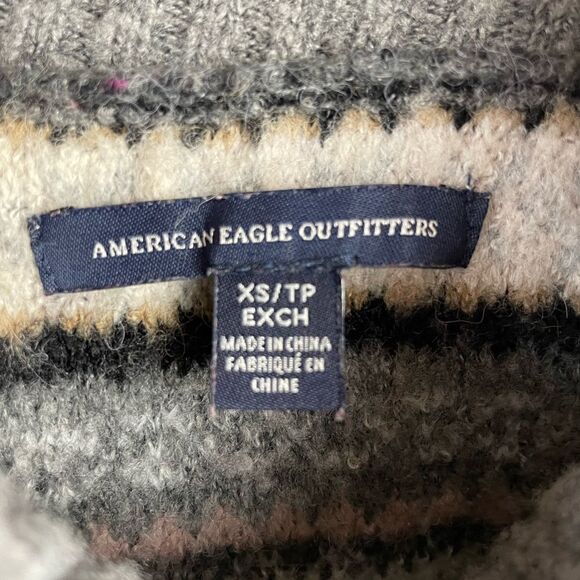 AMERICAN EAGLE OUTFITTERS
XS/TP
EXCH
MADE IN CHINA
FABRIQUÉ EN
CHINE